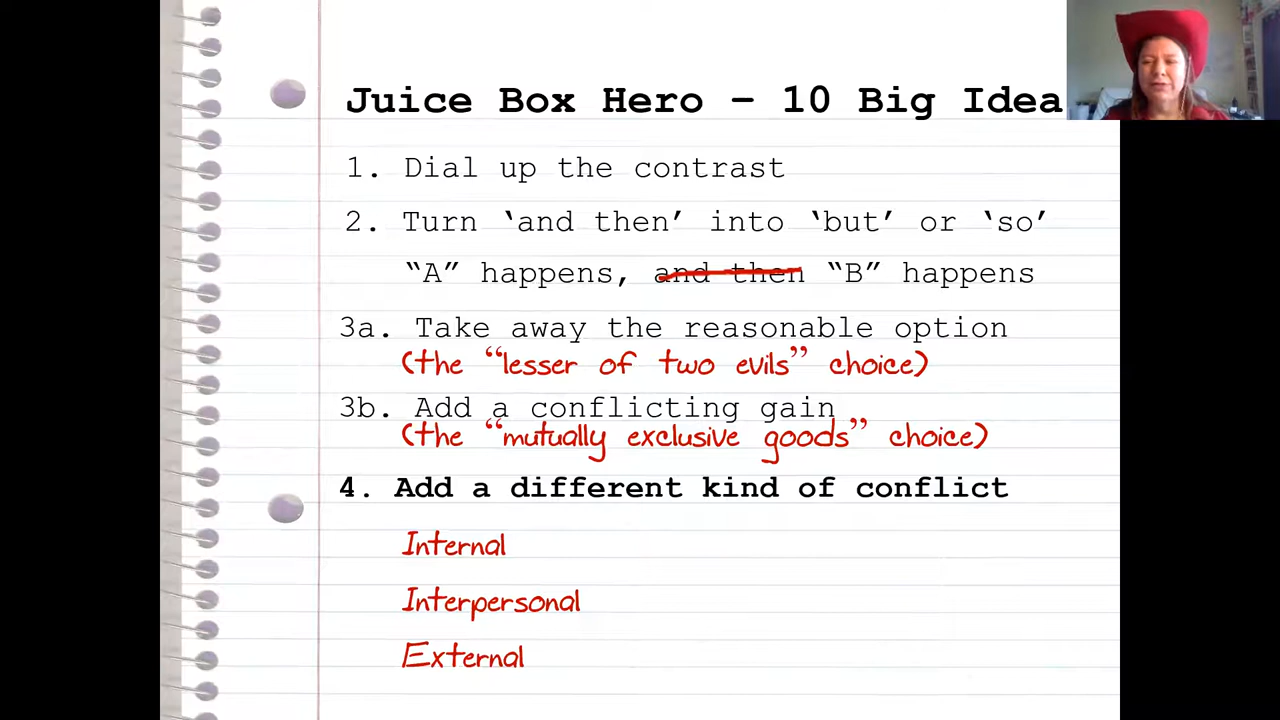 Juice Box Hero – 10 Big Idea
1. Dial up the contrast
2. Turn ‘and then’ into ‘but’ or ‘so’
“A” happens, and then “B” happens
3a. Take away the reasonable option
(the “lesser of two evils” choice)
3b. Add a conflicting gain
(the “mutually exclusive goods” choice)
4. Add a different kind of conflict
Internal
Interpersonal
External